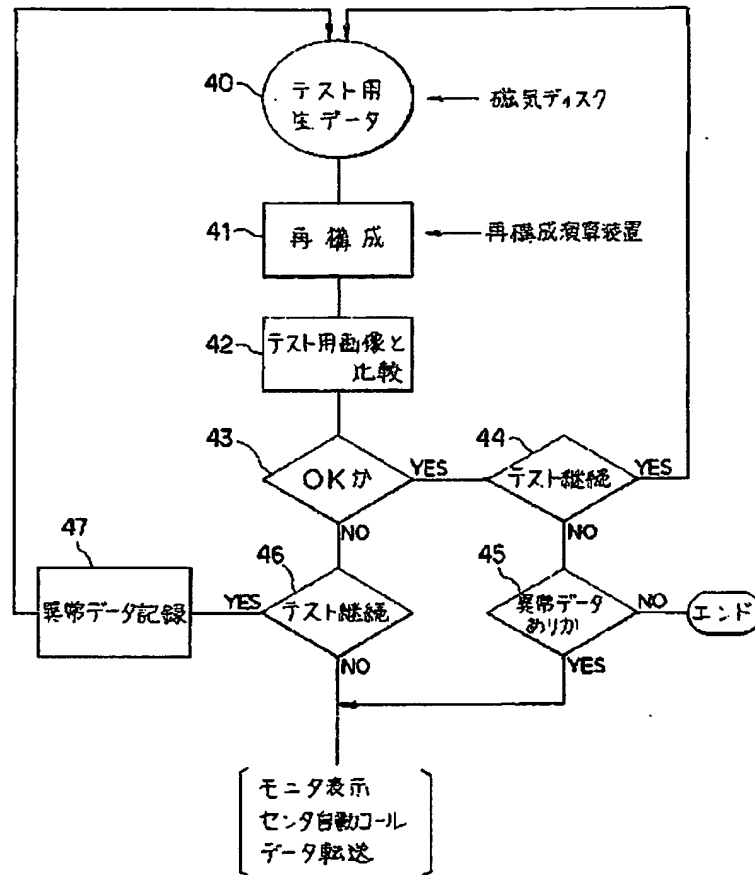 40
テスト用
生データ
磁気ディスク
41
再構成
再構成演算装置
42
テスト用画像と
比較
43
OKか
YES
NO
44
テスト継続
YES
NO
45
異常データ
ありか
NO
YES
エンド
46
テスト継続
YES
NO
47
異常データ記録
モニタ表示
センタ自動コール
データ転送